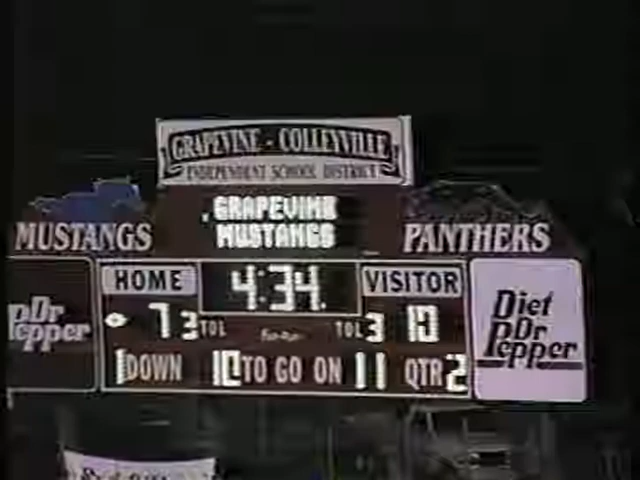 GRAPEVINE - COLLEYVILLE
INDEPENDENT SCHOOL DISTRICT
GRAPEVINE
MUSTANGS
MUSTANGS PANTHERS
HOME 4:34 VISITOR
Dr Pepper
Diet Dr Pepper
7 3 TOL TOL 3
1 DOWN 10 TO GO ON 11 QTR 2